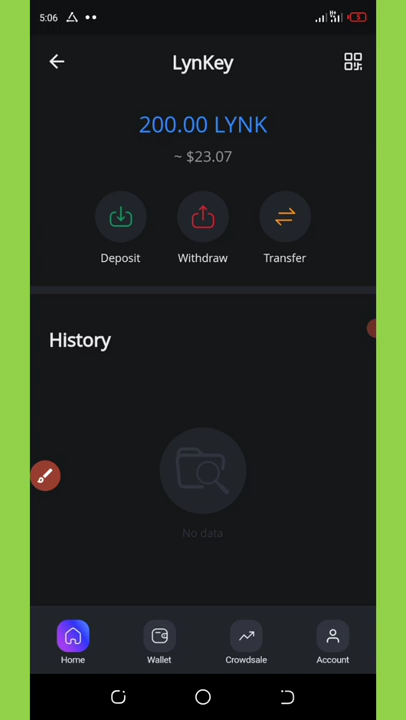 5:06
LynKey
200.00 LYNK
~ $23.07
Deposit
Withdraw
Transfer
History
No data
Home
Wallet
Crowdsale
Account